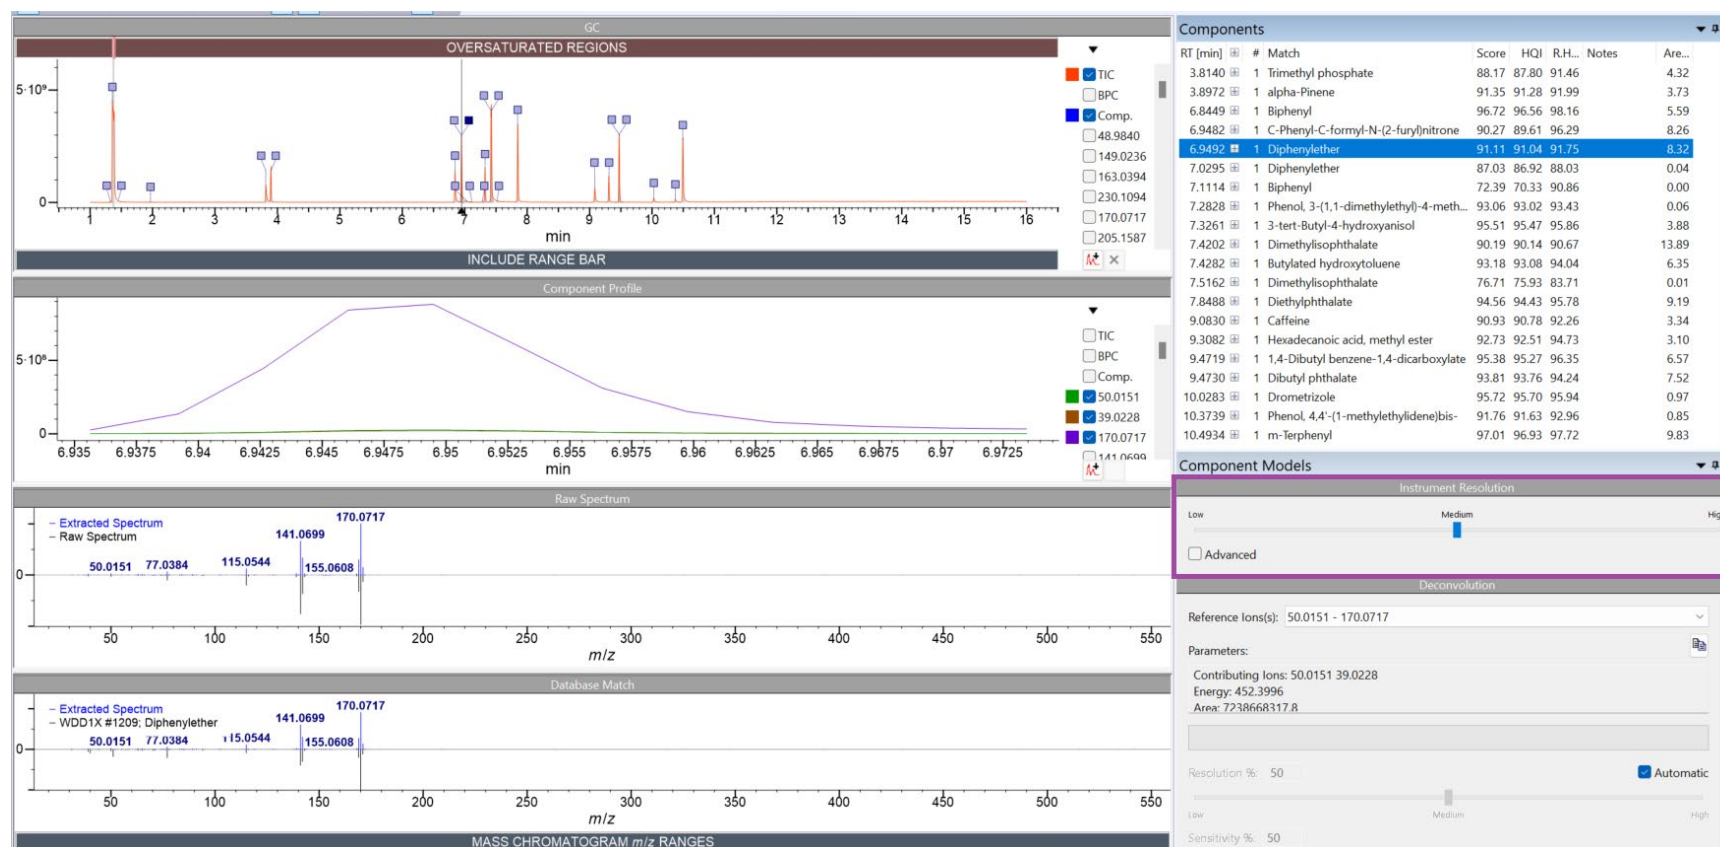 GC
OVERSATURATED REGIONS
5·10⁹
0
1 2 3 4 5 6 7 8 9 10 11 12 13 14 15 16
min
TIC
BPC
Comp.
48.9840
149.0236
163.0394
230.1094
170.0717
205.1587
INCLUDE RANGE BAR
Component Profile
5·10⁸
0
6.935 6.9375 6.94 6.9425 6.945 6.9475 6.95 6.9525 6.955 6.9575 6.96 6.9625 6.965 6.9675 6.97 6.9725
min
TIC
BPC
Comp.
50.0151
39.0228
170.0717
141.0699
Raw Spectrum
– Extracted Spectrum
– Raw Spectrum
50.0151 77.0384 115.0544 141.0699 155.0608 170.0717
0
50 100 150 200 250 300 350 400 450 500 550
m/z
Database Match
– Extracted Spectrum
– WDD1X #1209; Diphenylether
50.0151 77.0384 115.0544 141.0699 155.0608 170.0717
0
50 100 150 200 250 300 350 400 450 500 550
m/z
MASS CHROMATOGRAM m/z RANGES
Components
RT [min] # Match Score HQI R.H... Notes Are...
3.8140 1 Trimethyl phosphate 88.17 87.80 91.46 4.32
3.8972 1 alpha-Pinene 91.35 91.28 91.99 3.73
6.8449 1 Biphenyl 96.72 96.56 98.16 5.59
6.9482 1 C-Phenyl-C-formyl-N-(2-furyl)nitrone 90.27 89.61 96.29 8.26
6.9492 1 Diphenylether 91.11 91.04 91.75 8.32
7.0295 1 Diphenylether 87.03 86.92 88.03 0.04
7.1114 1 Biphenyl 72.39 70.33 90.86 0.00
7.2828 1 Phenol, 3-(1,1-dimethylethyl)-4-meth... 93.06 93.02 93.43 0.06
7.3261 1 3-tert-Butyl-4-hydroxyanisol 95.51 95.47 95.86 3.88
7.4202 1 Dimethylisophthalate 90.19 90.14 90.67 13.89
7.4282 1 Butylated hydroxytoluene 93.18 93.08 94.04 6.35
7.5162 1 Dimethylisophthalate 76.71 75.93 83.71 0.01
7.8488 1 Diethylphthalate 94.56 94.43 95.78 9.19
9.0830 1 Caffeine 90.93 90.78 92.26 3.34
9.3082 1 Hexadecanoic acid, methyl ester 92.73 92.51 94.73 3.10
9.4719 1 1,4-Dibutyl benzene-1,4-dicarboxylate 95.38 95.27 96.35 6.57
9.4730 1 Dibutyl phthalate 93.81 93.76 94.24 7.52
10.0283 1 Drometrizole 95.72 95.70 95.94 0.97
10.3739 1 Phenol, 4,4'-(1-methylethylidene)bis- 91.76 91.63 92.96 0.85
10.4934 1 m-Terphenyl 97.01 96.93 97.72 9.83
Component Models
Instrument Resolution
Low Medium Hig
Advanced
Deconvolution
Reference Ions(s): 50.0151 - 170.0717
Parameters:
Contributing Ions: 50.0151 39.0228
Energy: 452.3996
Area: 7238668317.8
Resolution %: 50 Automatic
Low Medium High
Sensitivity %: 50